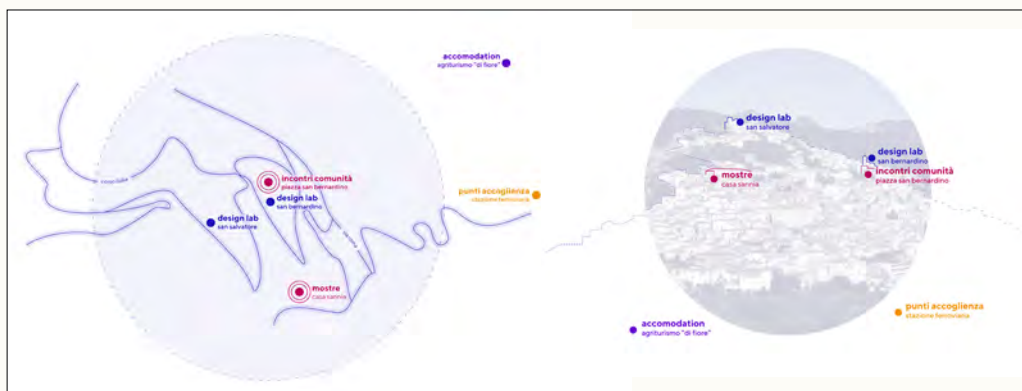 accomodation
agriturismo "di fiore"
incontri comunità
piazza san bernardino
design lab
san bernardino
design lab
san salvatore
mostre
casa sannia
punti accoglienza
stazione ferroviaria
design lab
san salvatore
design lab
san bernardino
incontri comunità
piazza san bernardino
mostre
casa sannia
punti accoglienza
stazione ferroviaria
accomodation
agriturismo "di fiore"